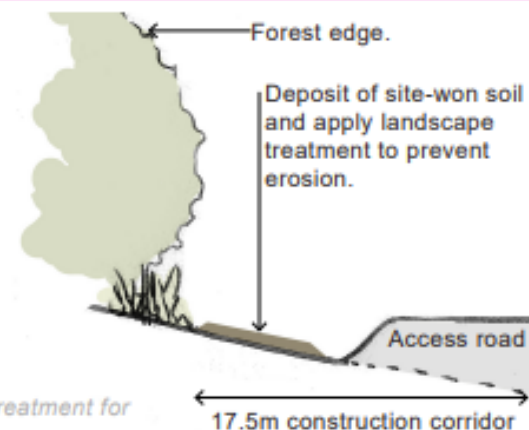 Forest edge.
Deposit of site-won soil
and apply landscape
treatment to prevent
erosion.
Access road
reatment for
17.5m construction corridor